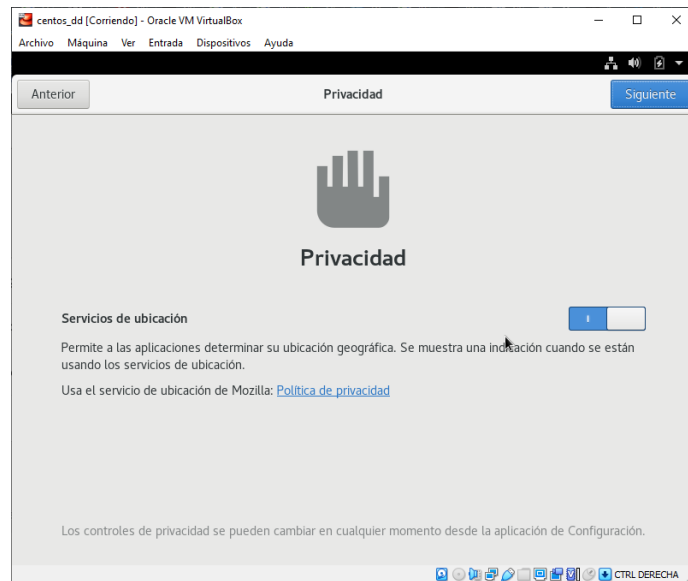 centos_dd [Corriendo] - Oracle VM VirtualBox
Archivo Máquina Ver Entrada Dispositivos Ayuda
Anterior Privacidad Siguiente
Privacidad
Servicios de ubicación
Permite a las aplicaciones determinar su ubicación geográfica. Se muestra una indicación cuando se están
usando los servicios de ubicación.
Usa el servicio de ubicación de Mozilla: Política de privacidad
Los controles de privacidad se pueden cambiar en cualquier momento desde la aplicación de Configuración.
CTRL DERECHA